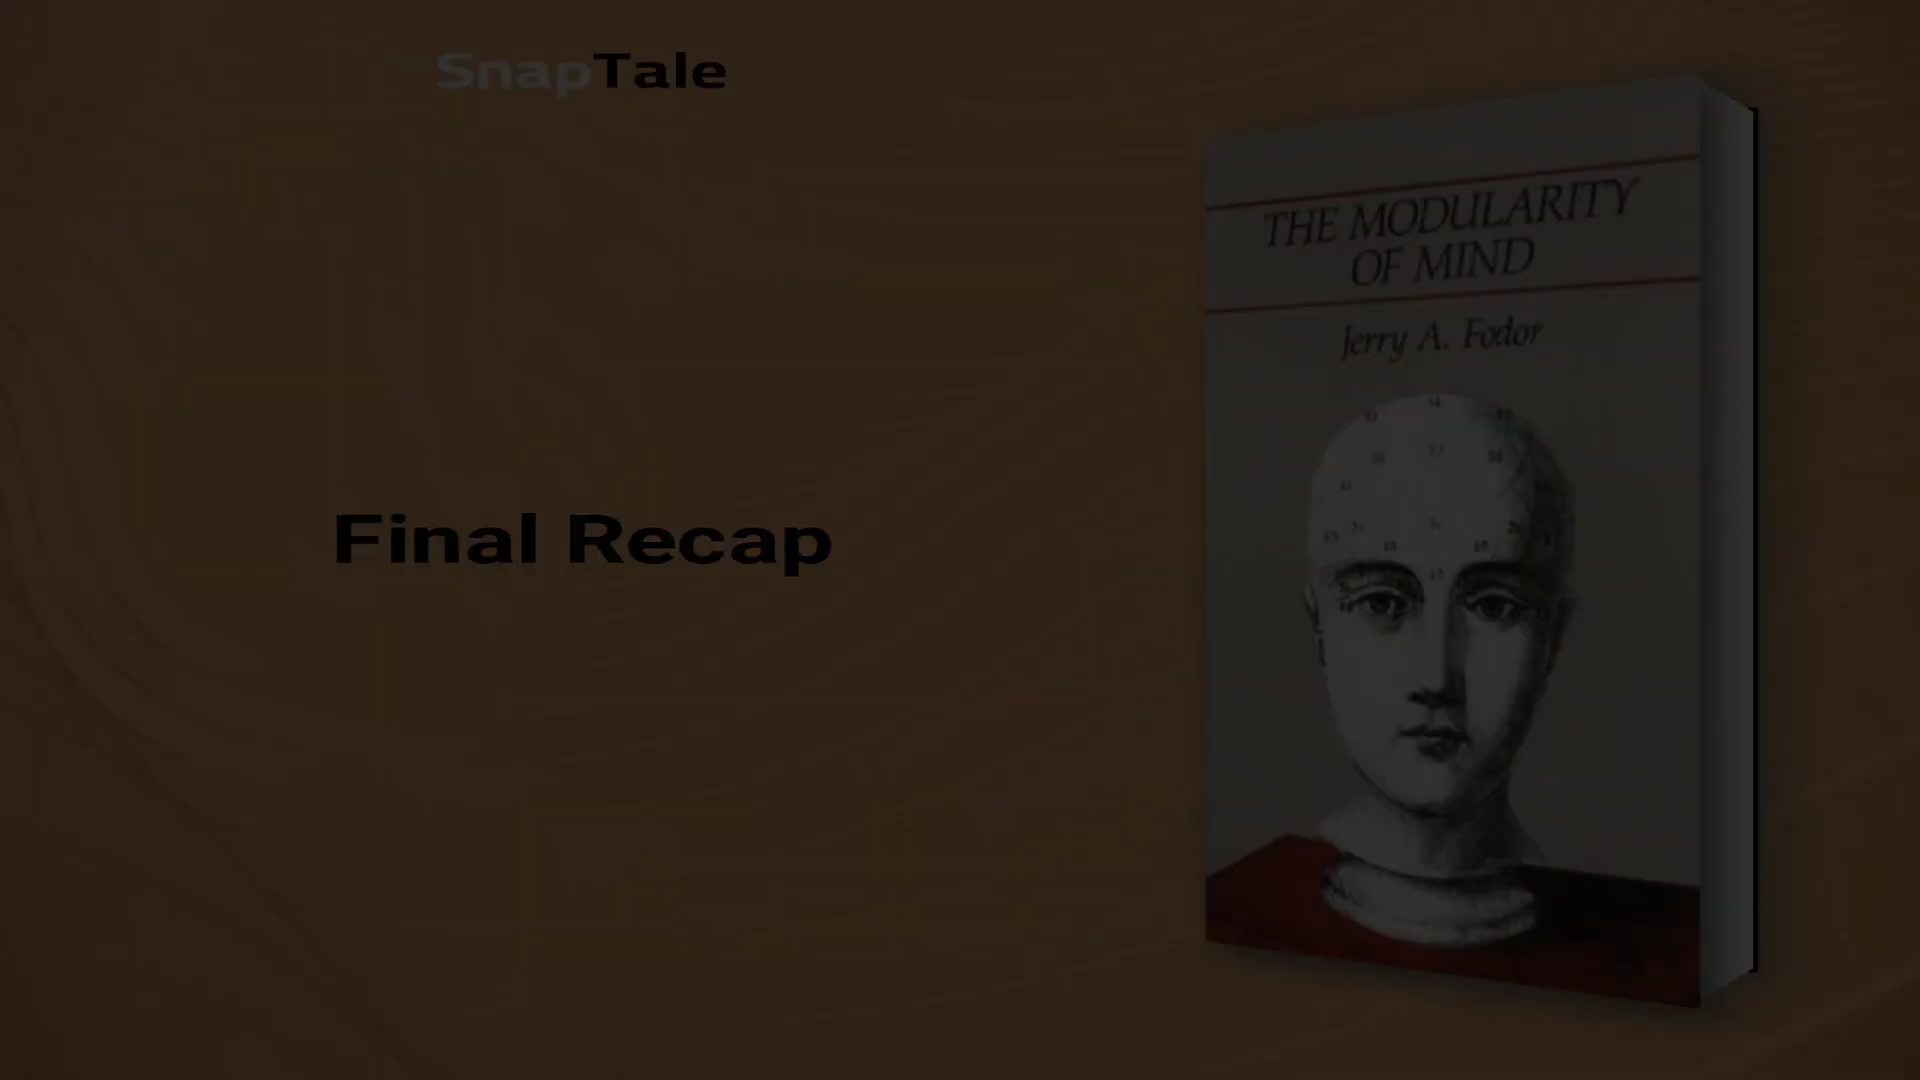 SnapTale
Final Recap
THE MODULARITY
OF MIND
Jerry A. Fodor